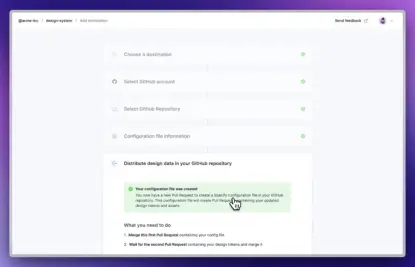 @acme-inc. / design-system / Add destination
Send feedback
Choose a destination
Select GitHub account
Select GitHub Repository
Configuration file information
Distribute design data in your GitHub repository
Your configuration file was created
You now have a new Pull Request to create a Specify configuration file in your GitHub
repository. This configuration file will create Pull Requests containing your updated
design tokens and assets
What you need to do
1. Merge this first Pull Request containing your config file.
2. Wait for the second Pull Request containing your design tokens and merge it